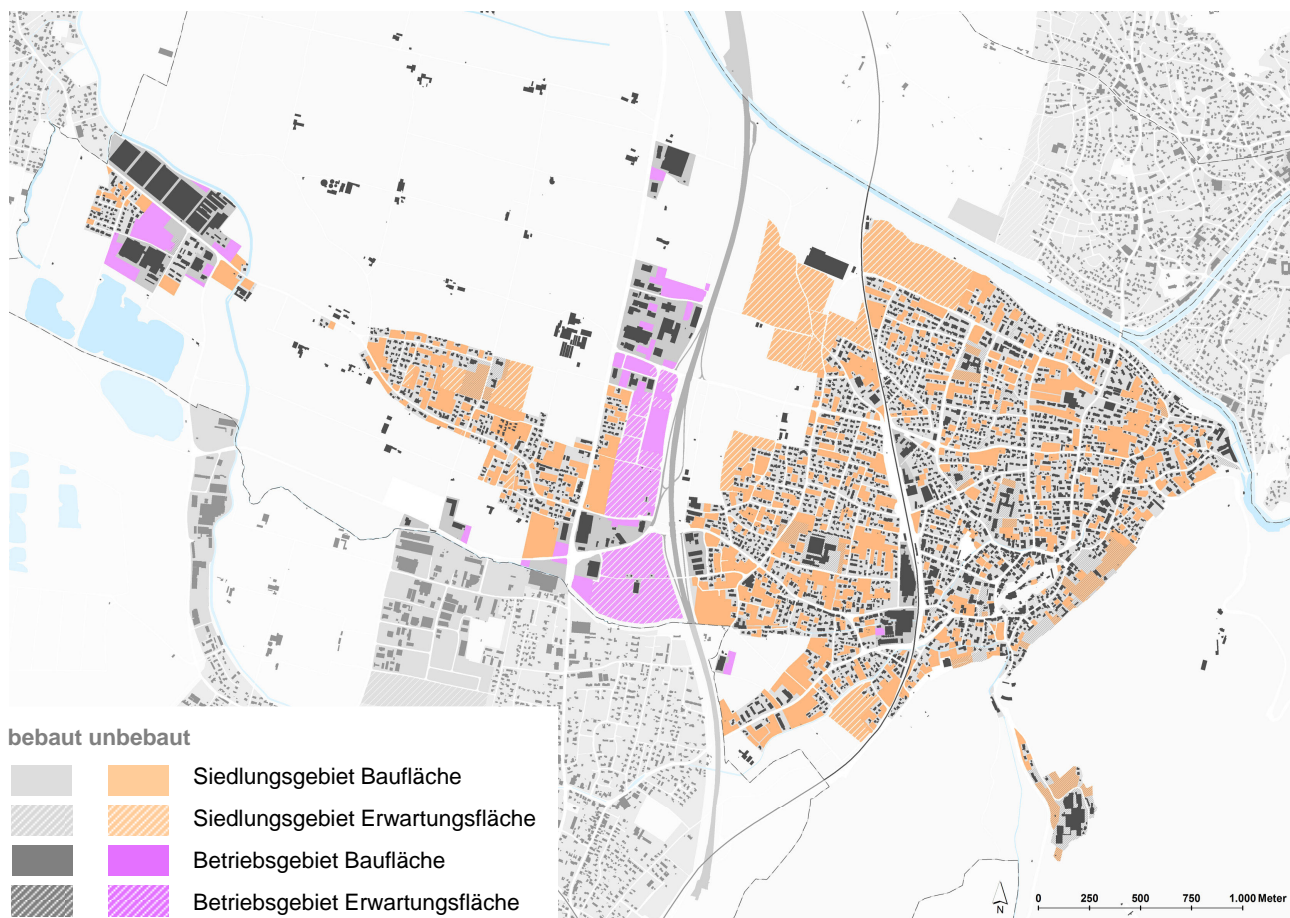 bebaut unbebaut
Siedlungsgebiet Baufläche
Siedlungsgebiet Erwartungsfläche
Betriebsgebiet Baufläche
Betriebsgebiet Erwartungsfläche
N
0 250 500 750 1.000 Meter